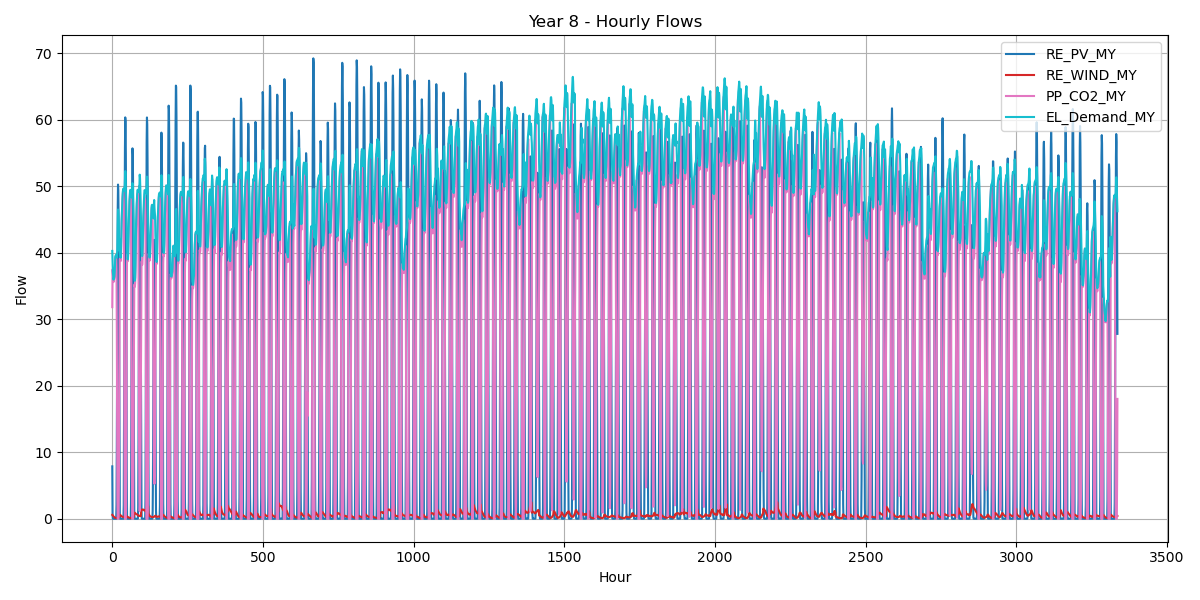 Year 8 - Hourly Flows
RE_PV_MY
RE_WIND_MY
PP_CO2_MY
EL_Demand_MY
Flow
70
60
50
40
30
20
10
0
0 500 1000 1500 2000 2500 3000 3500
Hour